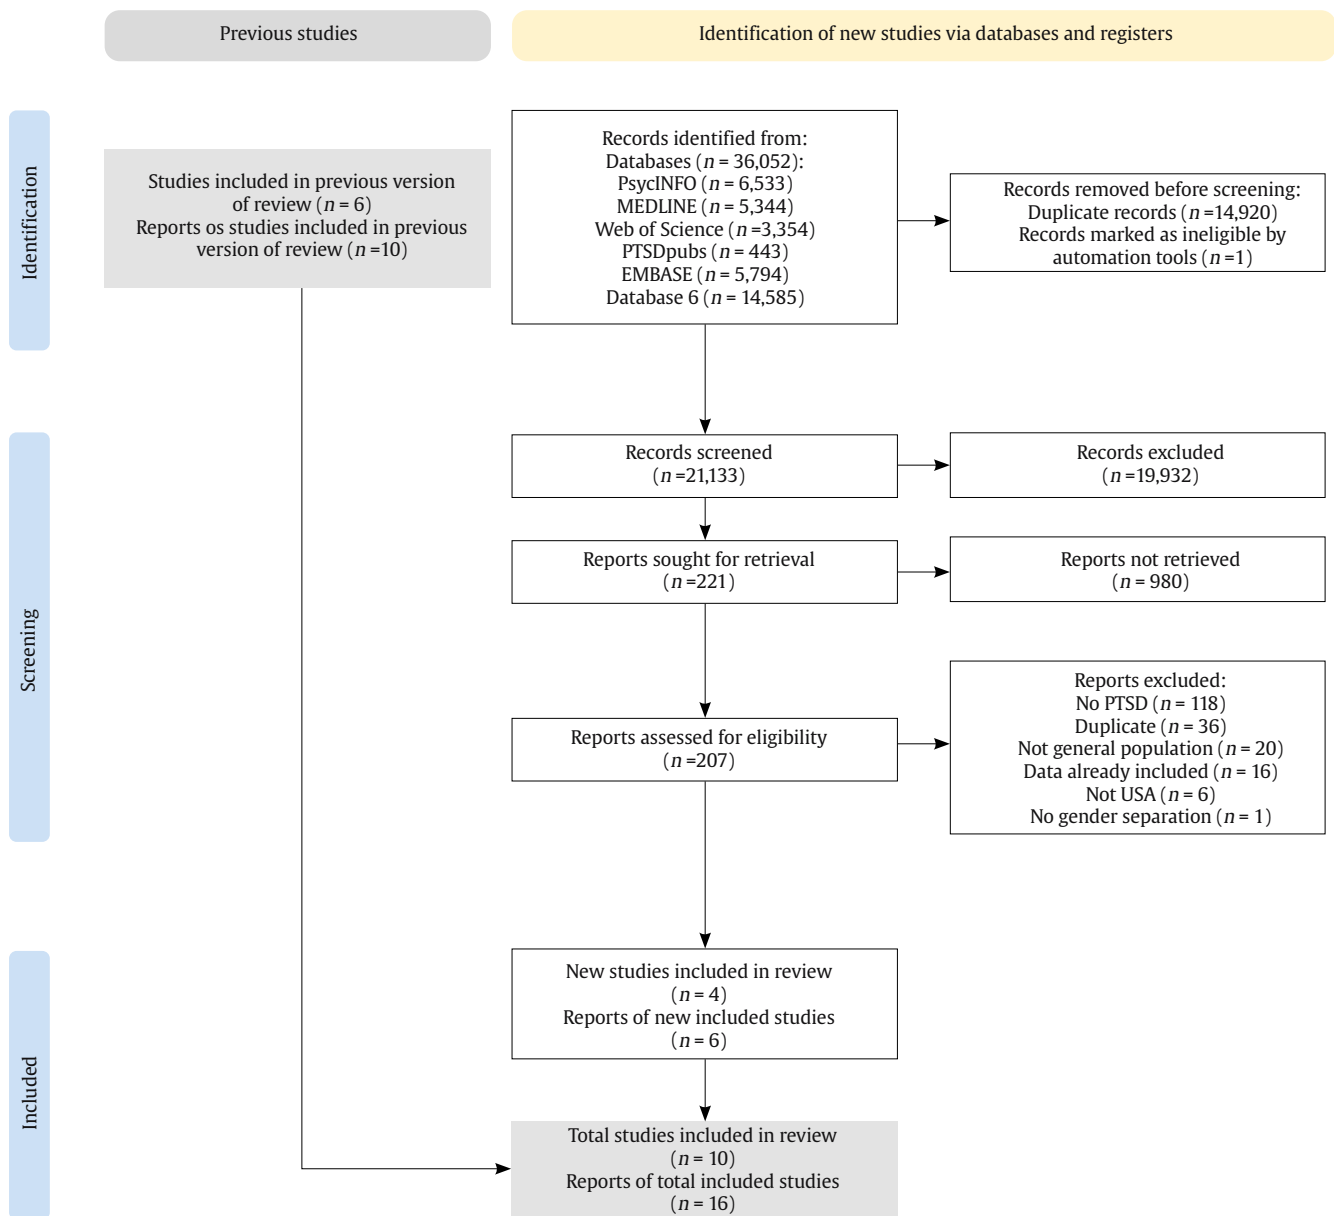 Previous studies
Identification of new studies via databases and registers
Identification
Studies included in previous version
of review (n = 6)
Reports os studies included in previous
version of review (n =10)
Records identified from:
Databases (n = 36,052):
PsycINFO (n = 6,533)
MEDLINE (n = 5,344)
Web of Science (n =3,354)
PTSDpubs (n = 443)
EMBASE (n = 5,794)
Database 6 (n = 14,585)
Records removed before screening:
Duplicate records (n =14,920)
Records marked as ineligible by
automation tools (n =1)
Screening
Records screened
(n =21,133)
Records excluded
(n =19,932)
Reports sought for retrieval
(n =221)
Reports not retrieved
(n = 980)
Reports assessed for eligibility
(n =207)
Reports excluded:
No PTSD (n = 118)
Duplicate (n = 36)
Not general population (n = 20)
Data already included (n = 16)
Not USA (n = 6)
No gender separation (n = 1)
Included
New studies included in review
(n = 4)
Reports of new included studies
(n = 6)
Total studies included in review
(n = 10)
Reports of total included studies
(n = 16)